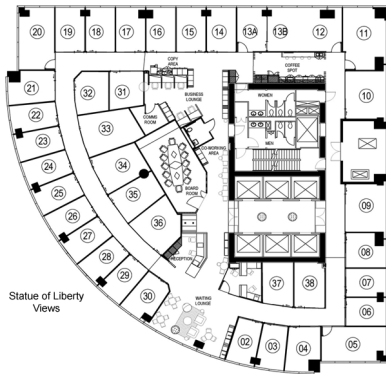 20
19
18
17
16
15
14
13A
13B
12
11
COPY
AREA
COFFEE
SPOT
21
32
31
BUSINESS
LOUNGE
WOMEN
10
22
33
COMMS
ROOM
23
CO-WORKING
AREA
MEN
24
34
25
35
BOARD
ROOM
26
36
09
27
28
RECEPTION
08
29
37
38
07
30
Statue of Liberty
Views
WAITING
LOUNGE
06
02
03
04
05